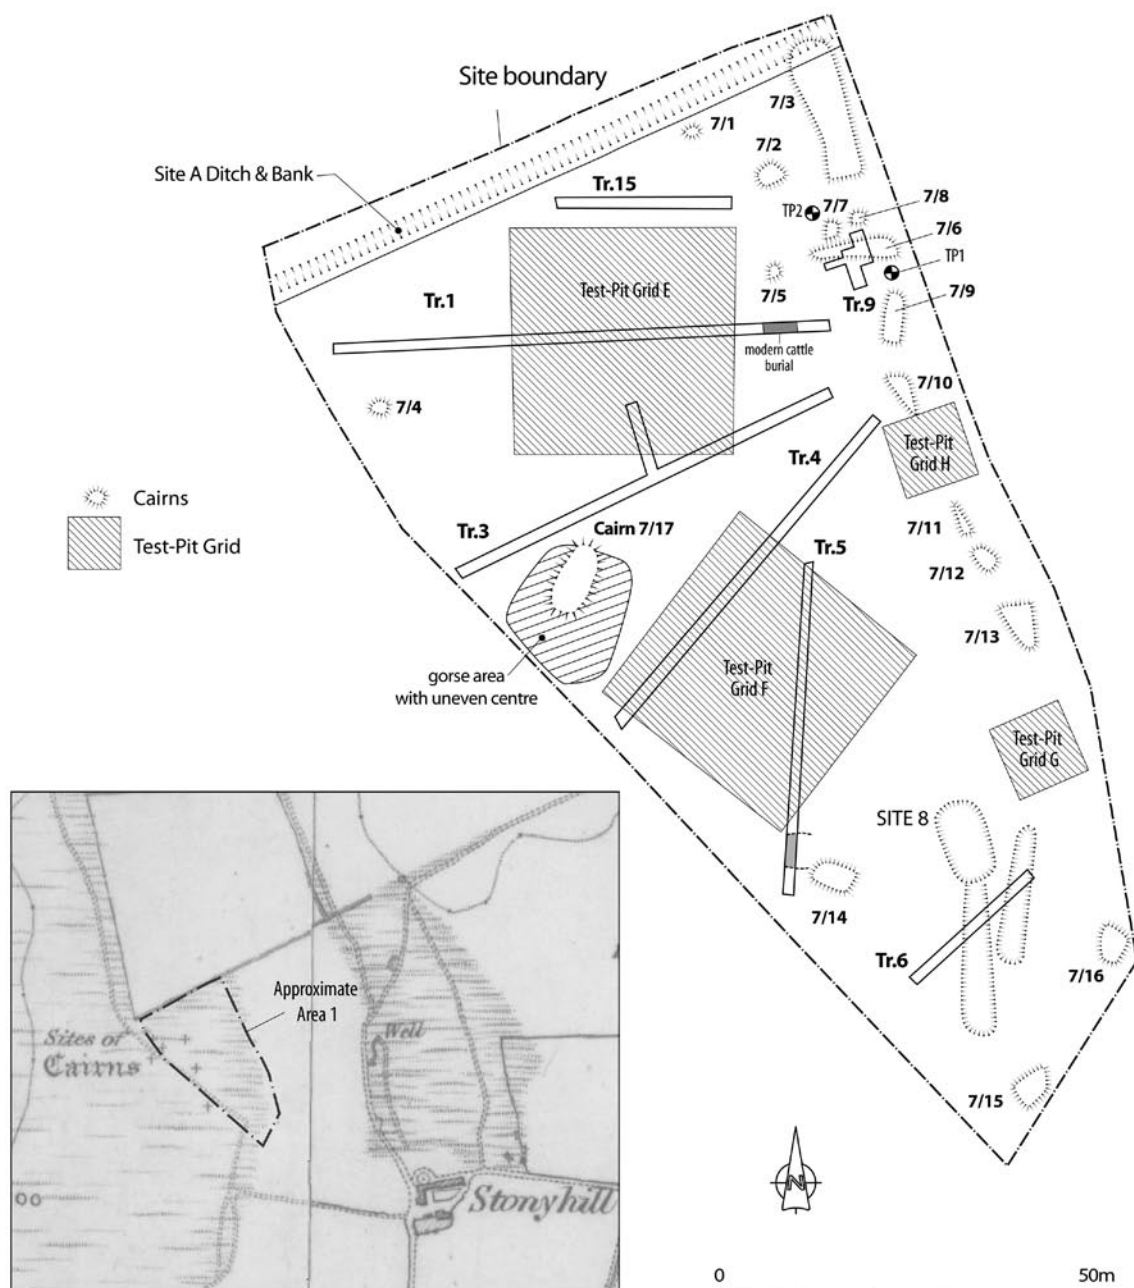 Site boundary
7/3
7/1
7/2
Site A Ditch & Bank
Tr.15
TP2
7/7
7/8
7/6
TP1
Test-Pit Grid E
7/5
Tr.9
7/9
Tr.1
modern cattle
burial
7/10
7/4
Test-Pit
Grid H
Tr.4
Cairns
Test-Pit Grid
Tr.3
Cairn 7/17
7/11
Tr.5
7/12
7/13
gorse area
with uneven centre
Test-Pit
Grid F
Test-Pit
Grid G
SITE 8
7/14
Tr.6
7/16
7/15
Approximate
Area 1
Sites of
Cairns
Well
Stonyhill
N
0
50m